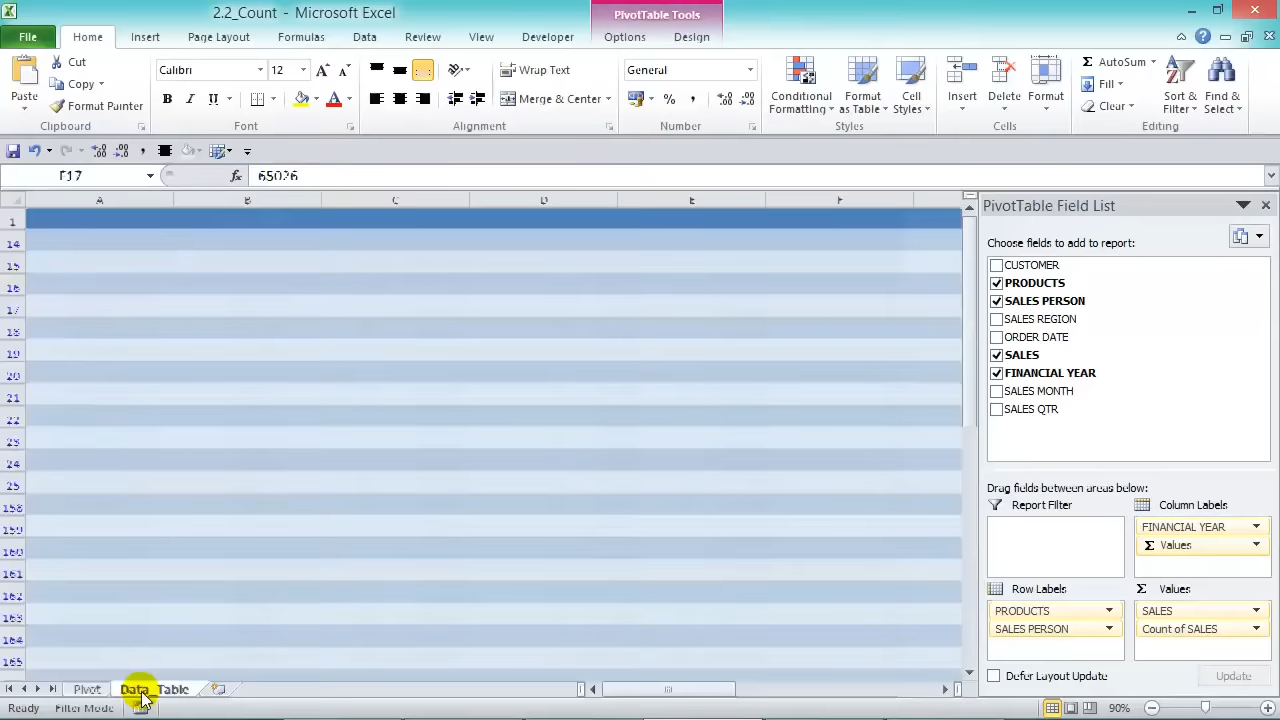 2.2_Count - Microsoft Excel
PivotTable Tools
File Home Insert Page Layout Formulas Data Review View Developer Options Design
Paste
Cut
Copy
Format Painter
Clipboard
Calibri 12
B I U
Font
Wrap Text
Merge & Center
Alignment
General
%
Number
Conditional Formatting
Format as Table
Cell Styles
Styles
Insert Delete Format
Cells
AutoSum
Fill
Clear
Sort & Filter
Find & Select
Editing
F17 fx 65026
A B C D E F
1
14
15
16
17
18
19
20
21
22
23
24
25
158
159
160
161
162
163
164
165
PivotTable Field List
Choose fields to add to report:
CUSTOMER
PRODUCTS
SALES PERSON
SALES REGION
ORDER DATE
SALES
FINANCIAL YEAR
SALES MONTH
SALES QTR
Drag fields between areas below:
Report Filter
Column Labels
FINANCIAL YEAR
Σ Values
Row Labels
PRODUCTS
SALES PERSON
Σ Values
SALES
Count of SALES
Defer Layout Update Update
Pivot Data_Table
Ready Filter Mode 90%